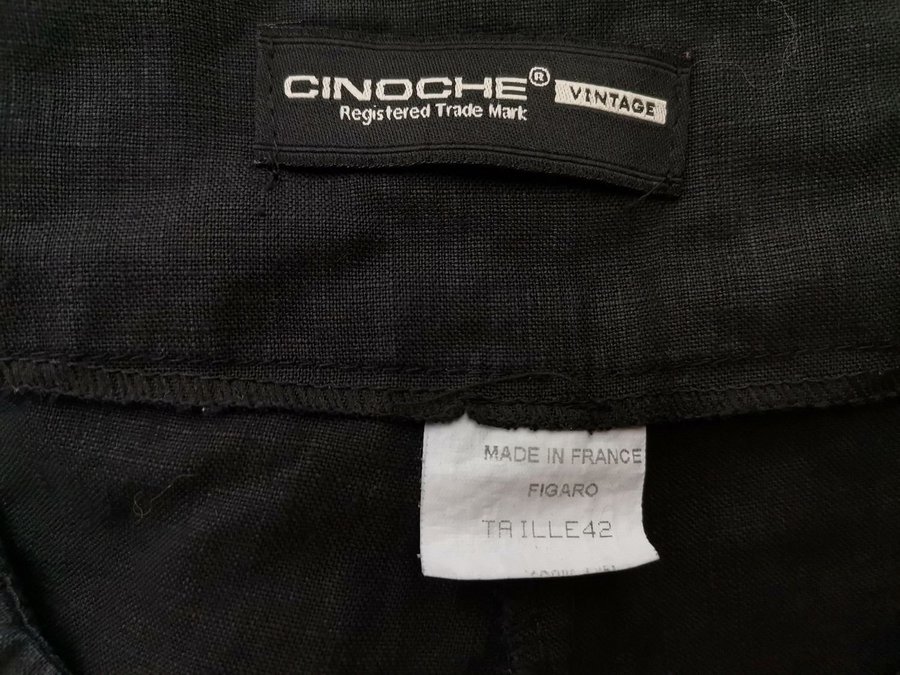 CINOCHE® VINTAGE
Registered Trade Mark
MADE IN FRANCE
FIGARO
TAILLE42